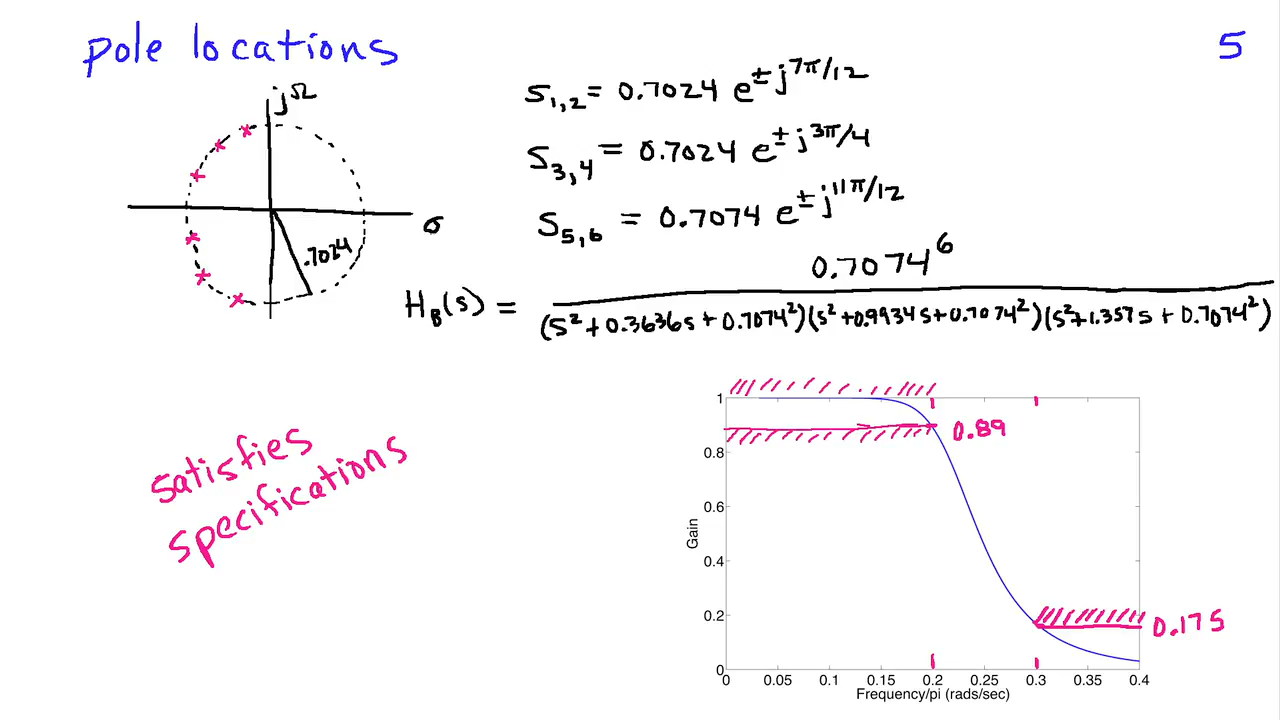 pole locations
5
jΩ
σ
.7024
S₁,₂ = 0.7024 e^±j7π/12
S₃,₄ = 0.7024 e^±j3π/4
S₅,₆ = 0.7074 e^±j11π/12
0.7074⁶
H_B(s) =
(s²+0.3636s+0.7074²)(s²+0.9934s+0.7074²)(s²+1.357s+0.7074²)
satisfies
specifications
Gain
1
0.8
0.6
0.4
0.2
0
0.89
0.175
0 0.05 0.1 0.15 0.2 0.25 0.3 0.35 0.4
Frequency/pi (rads/sec)